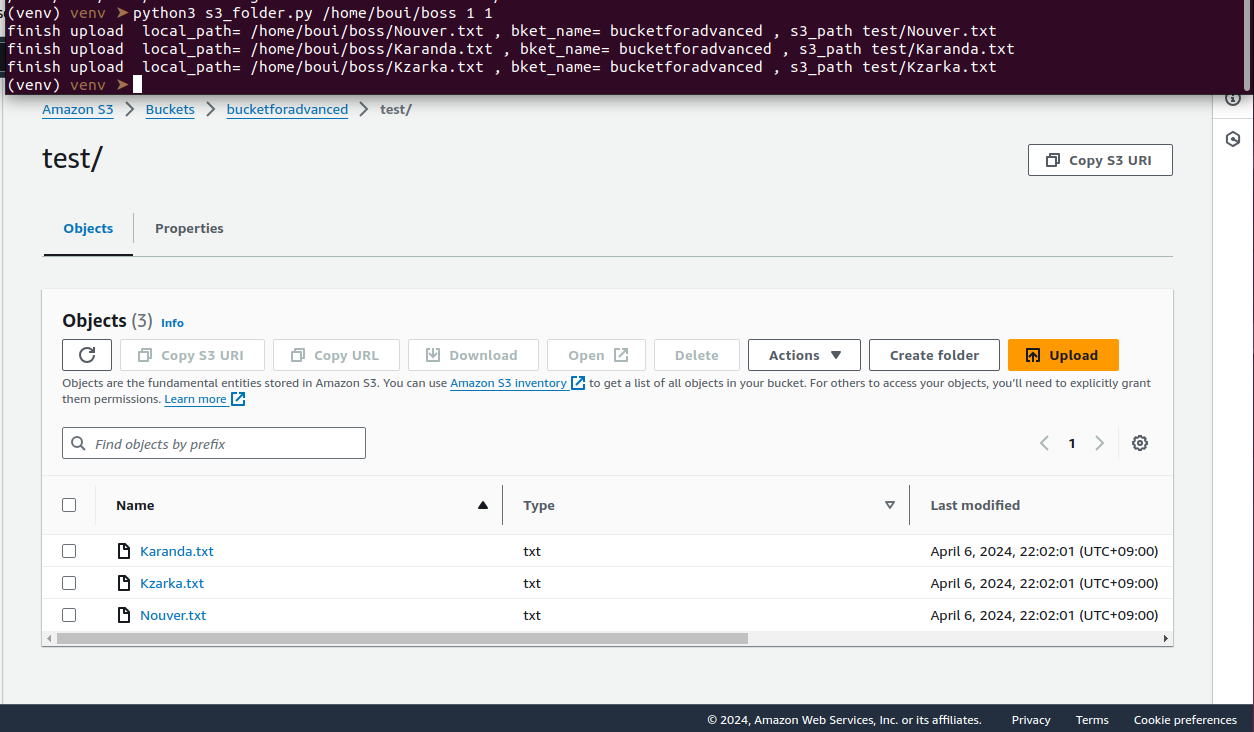 (venv) venv ➤python3 s3_folder.py /home/boui/boss 1 1
finish upload  local_path= /home/boui/boss/Nouver.txt , bket_name= bucketforadvanced , s3_path test/Nouver.txt
finish upload  local_path= /home/boui/boss/Karanda.txt , bket_name= bucketforadvanced , s3_path test/Karanda.txt
finish upload  local_path= /home/boui/boss/Kzarka.txt , bket_name= bucketforadvanced , s3_path test/Kzarka.txt
(venv) venv ➤
Amazon S3 > Buckets > bucketforadvanced > test/
test/
Copy S3 URI
Objects Properties
Objects (3) Info
Copy S3 URI Copy URL Download Open Delete Actions Create folder Upload
Objects are the fundamental entities stored in Amazon S3. You can use Amazon S3 inventory to get a list of all objects in your bucket. For others to access your objects, you'll need to explicitly grant
them permissions. Learn more
Find objects by prefix 1
Name Type Last modified
Karanda.txt txt April 6, 2024, 22:02:01 (UTC+09:00)
Kzarka.txt txt April 6, 2024, 22:02:01 (UTC+09:00)
Nouver.txt txt April 6, 2024, 22:02:01 (UTC+09:00)
© 2024, Amazon Web Services, Inc. or its affiliates. Privacy Terms Cookie preferences